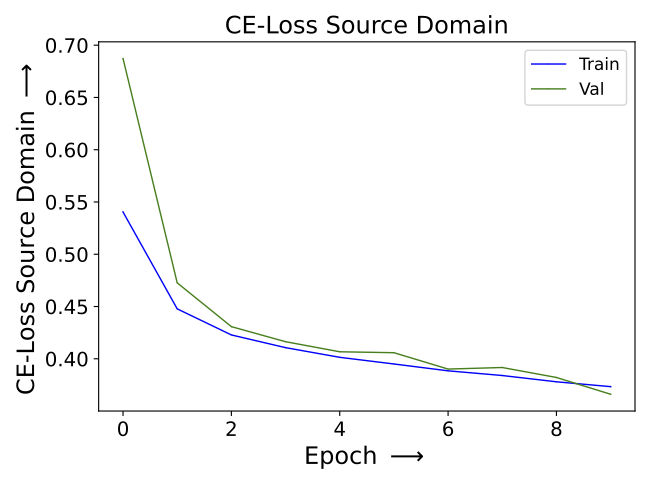 CE-Loss Source Domain
Train
Val
CE-Loss Source Domain ⟶
0.70
0.65
0.60
0.55
0.50
0.45
0.40
0 2 4 6 8
Epoch ⟶